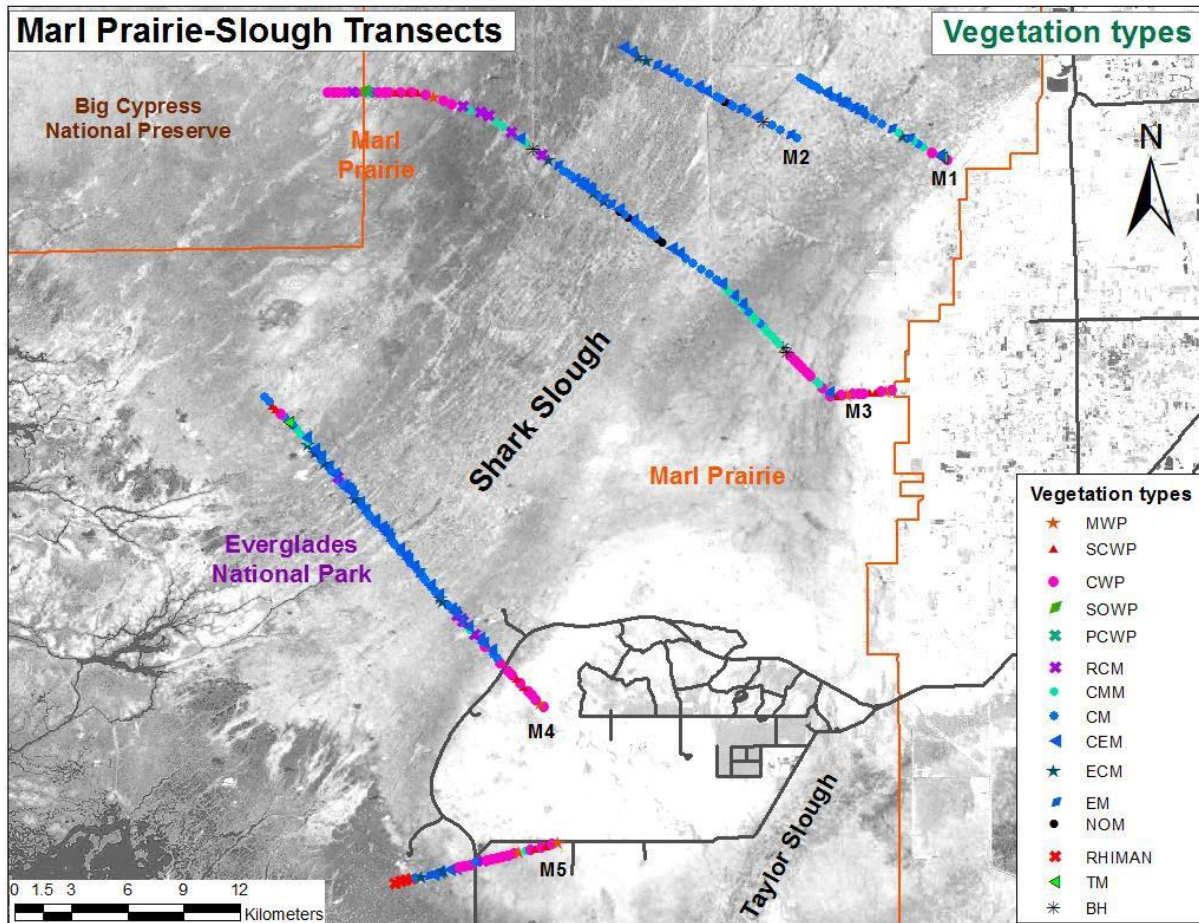 Marl Prairie-Slough Transects
Vegetation types
Big Cypress
National Preserve
Marl
Prairie
M2
M1
N
Shark Slough
M3
Marl Prairie
Everglades
National Park
M4
M5
Taylor Slough
Vegetation types
MWP
SCWP
CWP
SOWP
PCWP
RCM
CMM
CM
CEM
ECM
EM
NOM
RHIMAN
TM
BH
0 1.5 3 6 9 12
Kilometers